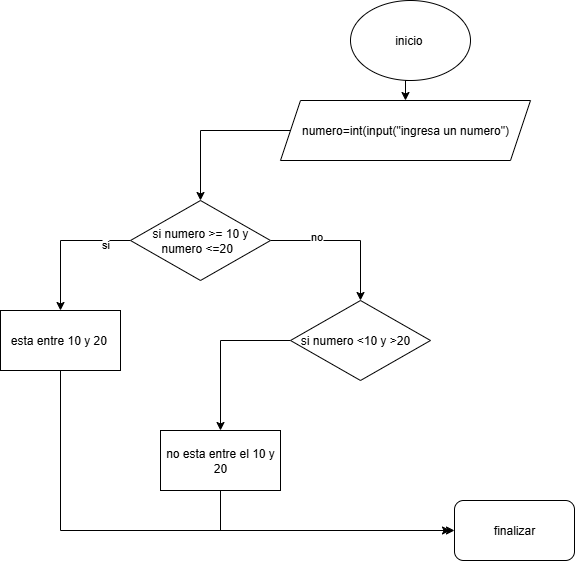 inicio
numero=int(input("ingresa un numero")
si numero >= 10 y
numero <=20
si
no
esta entre 10 y 20
si numero <10 y >20
no esta entre el 10 y
20
finalizar